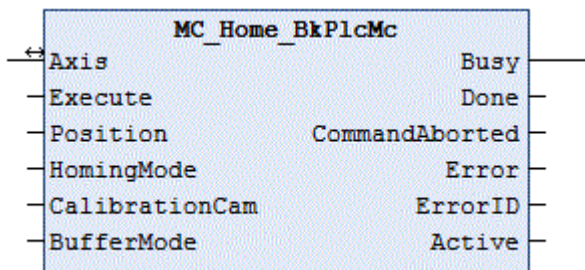 MC_Home_BkPlcMc
Axis Busy
Execute Done
Position CommandAborted
HomingMode Error
CalibrationCam ErrorID
BufferMode Active